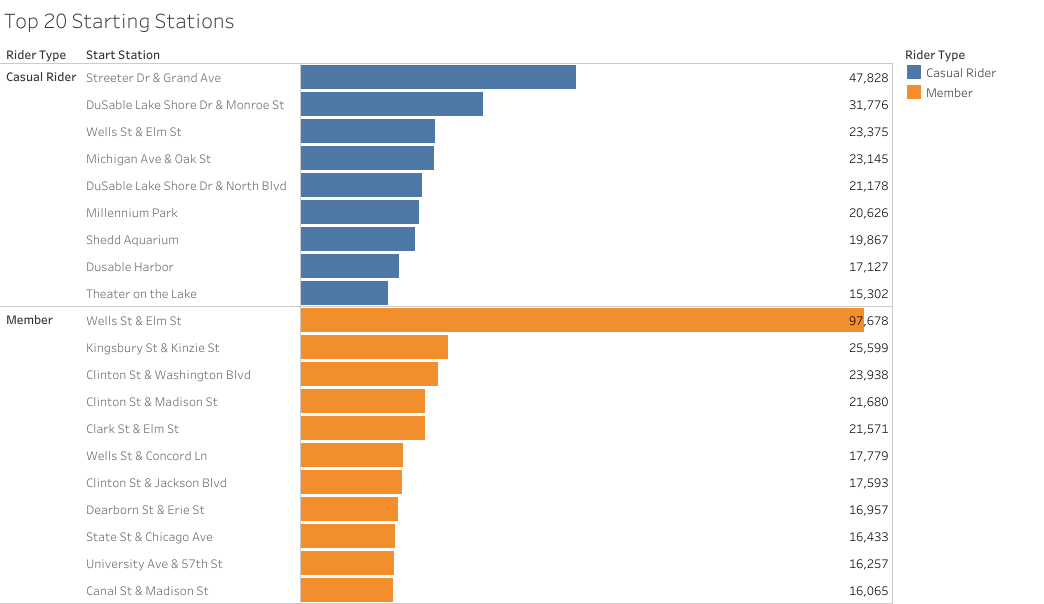 Top 20 Starting Stations
Rider Type Start Station
Casual Rider Streeter Dr & Grand Ave 47,828
DuSable Lake Shore Dr & Monroe St 31,776
Wells St & Elm St 23,375
Michigan Ave & Oak St 23,145
DuSable Lake Shore Dr & North Blvd 21,178
Millennium Park 20,626
Shedd Aquarium 19,867
Dusable Harbor 17,127
Theater on the Lake 15,302
Member Wells St & Elm St 97,678
Kingsbury St & Kinzie St 25,599
Clinton St & Washington Blvd 23,938
Clinton St & Madison St 21,680
Clark St & Elm St 21,571
Wells St & Concord Ln 17,779
Clinton St & Jackson Blvd 17,593
Dearborn St & Erie St 16,957
State St & Chicago Ave 16,433
University Ave & 57th St 16,257
Canal St & Madison St 16,065
Rider Type
Casual Rider
Member